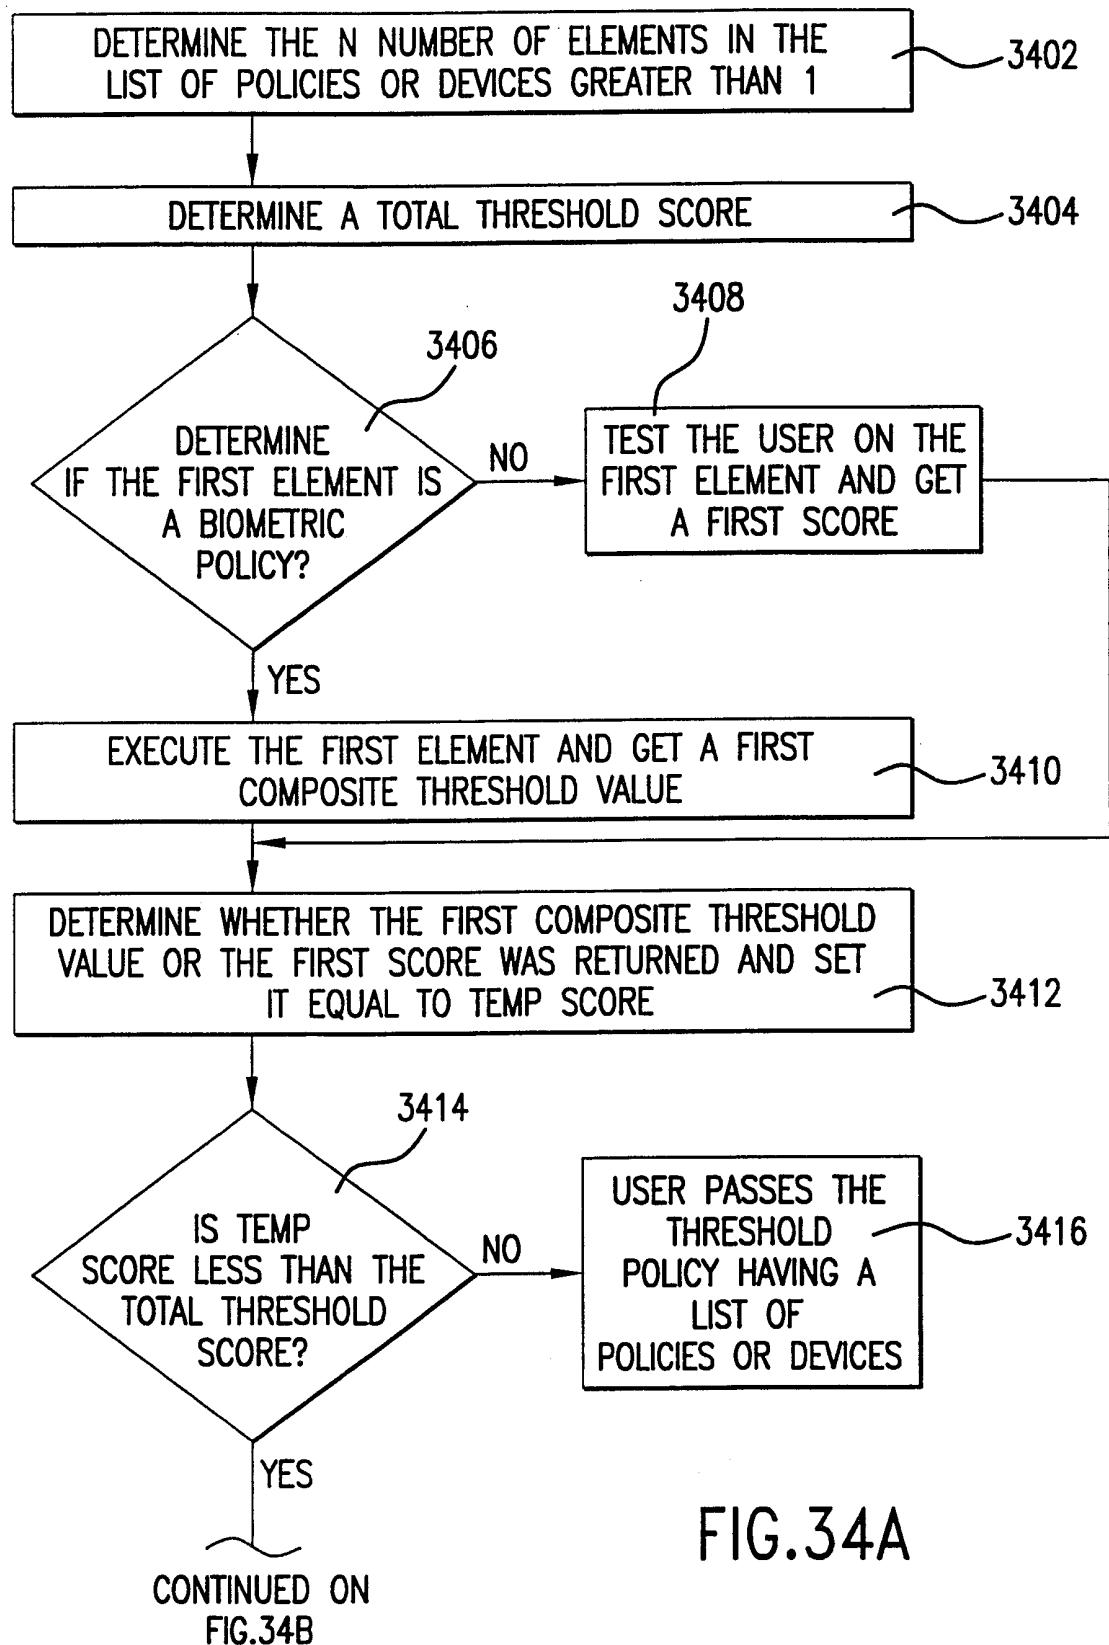 DETERMINE THE N NUMBER OF ELEMENTS IN THE
LIST OF POLICIES OR DEVICES GREATER THAN 1
3402
DETERMINE A TOTAL THRESHOLD SCORE
3404
3406
3408
DETERMINE
IF THE FIRST ELEMENT IS
A BIOMETRIC
POLICY?
NO
TEST THE USER ON THE
FIRST ELEMENT AND GET
A FIRST SCORE
YES
EXECUTE THE FIRST ELEMENT AND GET A FIRST
COMPOSITE THRESHOLD VALUE
3410
DETERMINE WHETHER THE FIRST COMPOSITE THRESHOLD
VALUE OR THE FIRST SCORE WAS RETURNED AND SET
IT EQUAL TO TEMP SCORE
3412
3414
IS TEMP
SCORE LESS THAN THE
TOTAL THRESHOLD
SCORE?
NO
USER PASSES THE
THRESHOLD
POLICY HAVING A
LIST OF
POLICIES OR DEVICES
3416
YES
CONTINUED ON
FIG.34B
FIG.34A